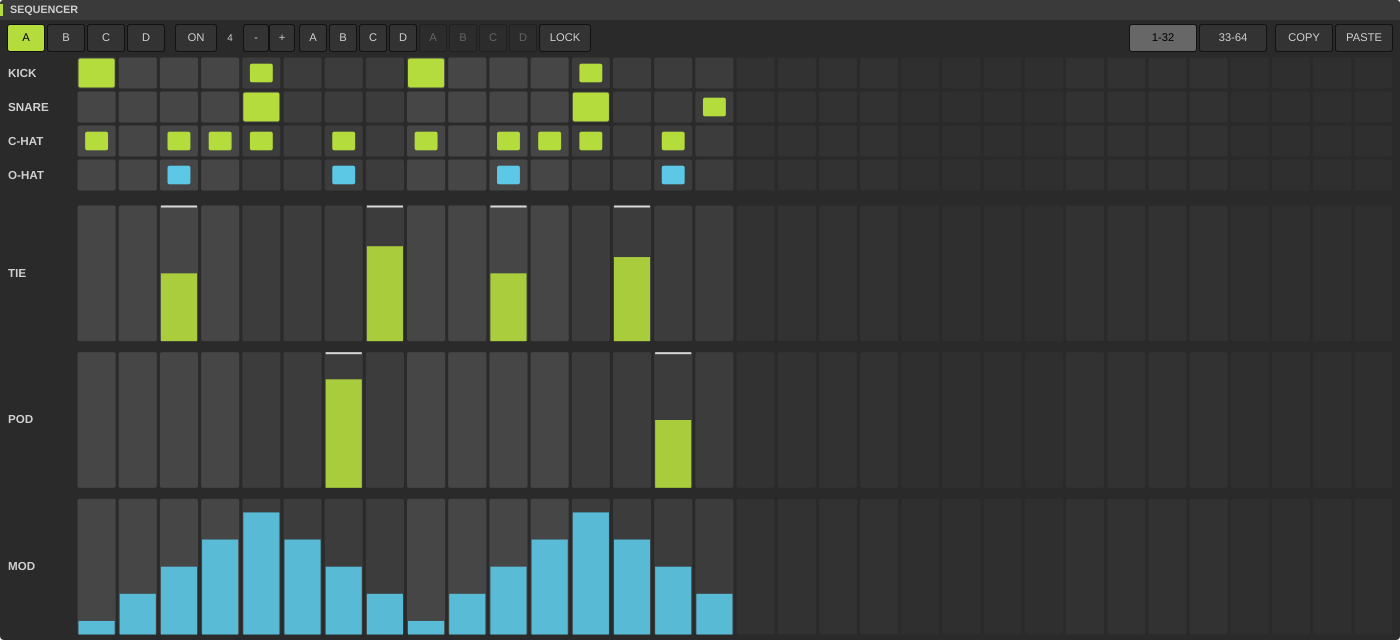 SEQUENCER
A B C D ON 4 - + A B C D A B C D LOCK 1-32 33-64 COPY PASTE
KICK
SNARE
C-HAT
O-HAT
TIE
POD
MOD